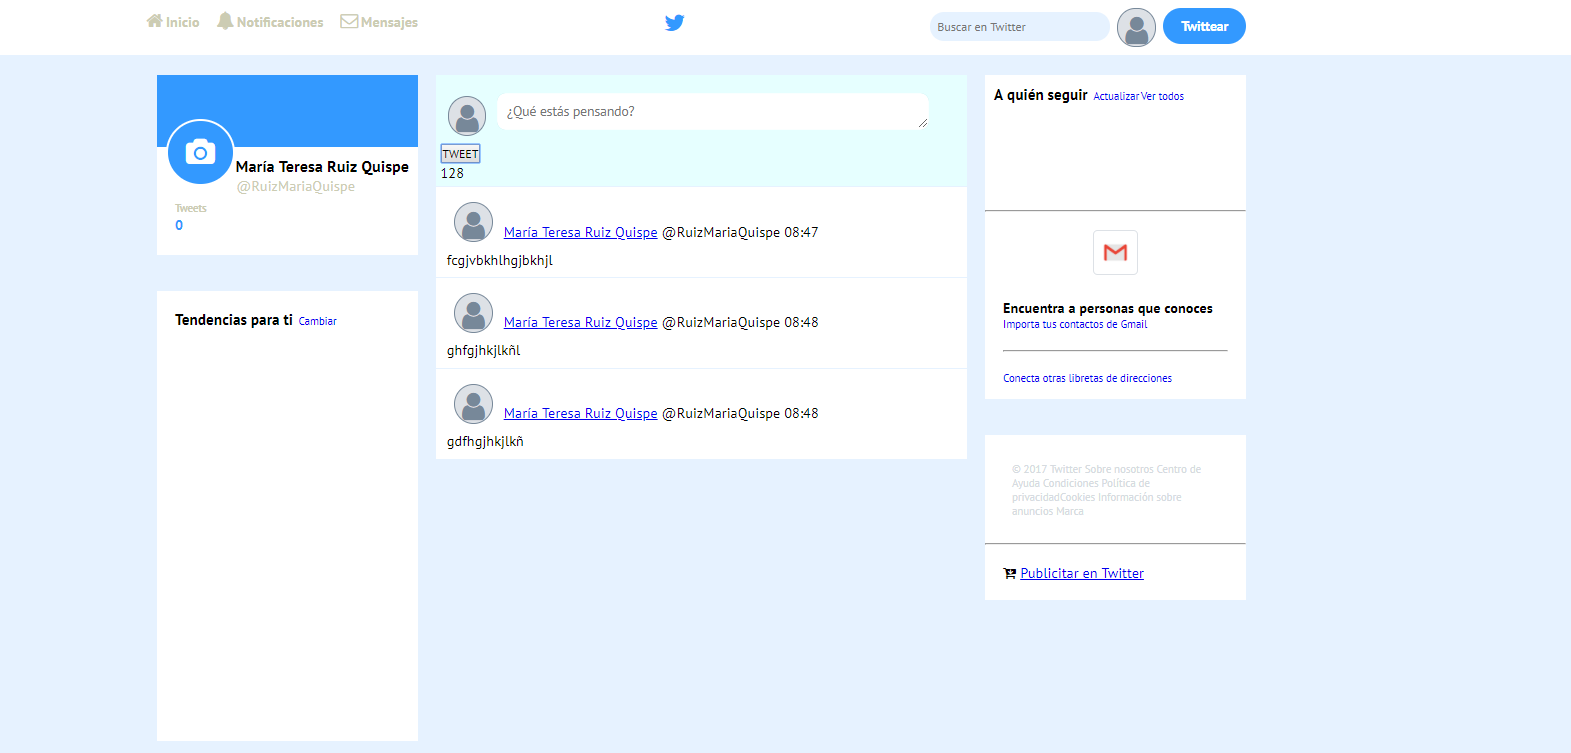 Inicio Notificaciones Mensajes Buscar en Twitter Twittear
María Teresa Ruiz Quispe
@RuizMariaQuispe
Tweets
0
Tendencias para ti Cambiar
¿Qué estás pensando?
TWEET
128
María Teresa Ruiz Quispe @RuizMariaQuispe 08:47
fcgjvbkhlhgjbkhjl
María Teresa Ruiz Quispe @RuizMariaQuispe 08:48
ghfgjhkjlkñl
María Teresa Ruiz Quispe @RuizMariaQuispe 08:48
gdfhgjhkjlkñ
A quién seguir Actualizar Ver todos
Encuentra a personas que conoces
Importa tus contactos de Gmail
Conecta otras libretas de direcciones
© 2017 Twitter Sobre nosotros Centro de
Ayuda Condiciones Política de
privacidadCookies Información sobre
anuncios Marca
Publicitar en Twitter